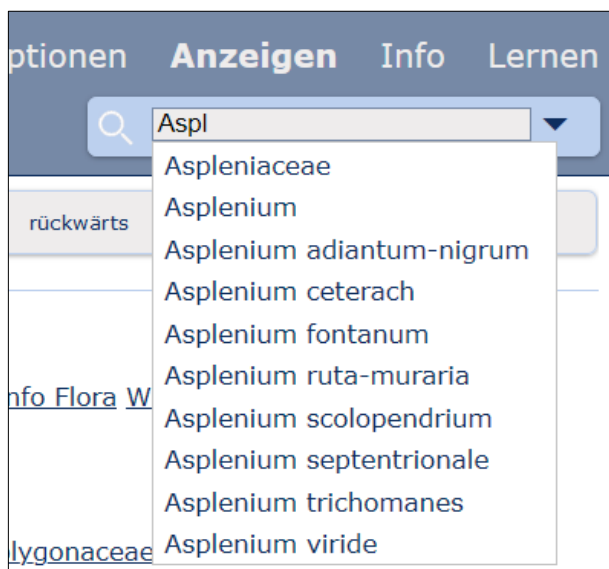 ptionen Anzeigen Info Lernen
Aspl
Aspleniaceae
Asplenium
rückwärts
Asplenium adiantum-nigrum
Asplenium ceterach
Asplenium fontanum
Asplenium ruta-muraria
nfo Flora W
Asplenium scolopendrium
Asplenium septentrionale
Asplenium trichomanes
lygonaceae
Asplenium viride